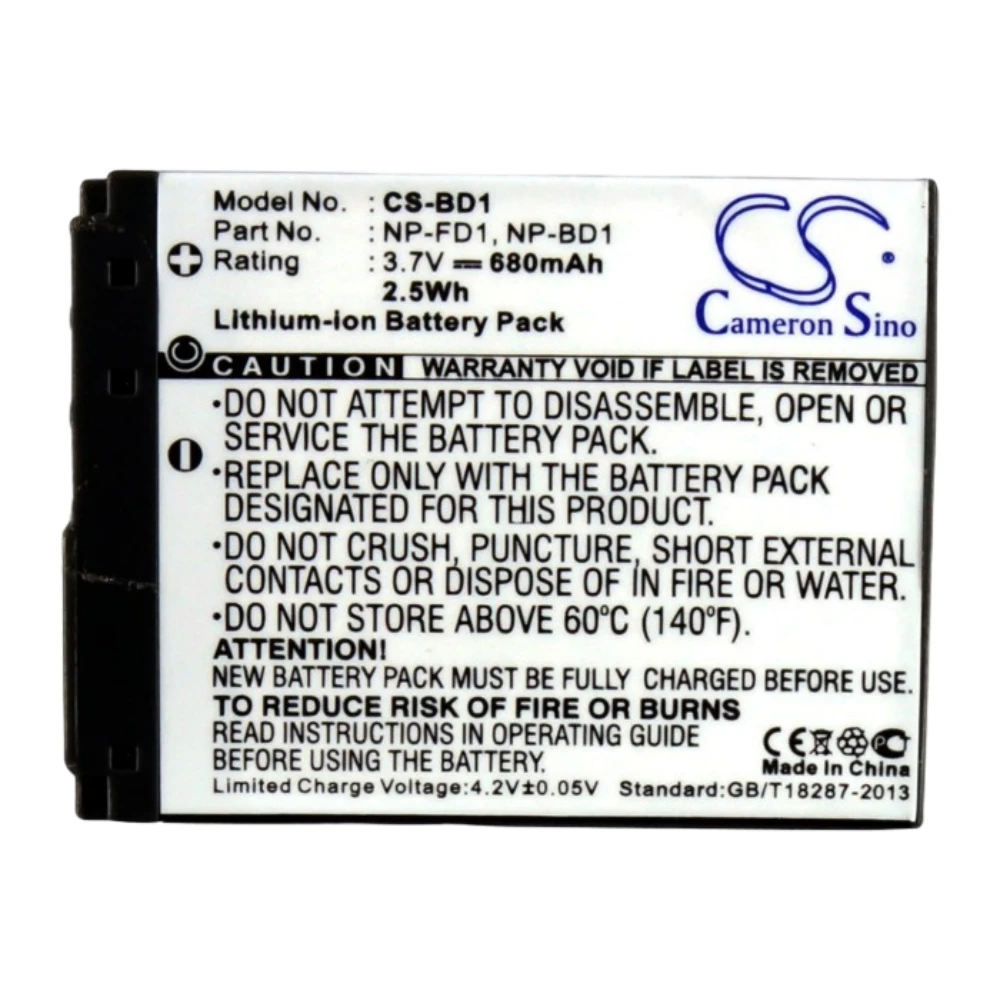 Model No. : CS-BD1
Part No. : NP-FD1, NP-BD1
Rating : 3.7V 680mAh
2.5Wh
Lithium-ion Battery Pack
CS
®
Cameron Sino
CAUTION WARRANTY VOID IF LABEL IS REMOVED
·DO NOT ATTEMPT TO DISASSEMBLE, OPEN OR
SERVICE THE BATTERY PACK.
·REPLACE ONLY WITH THE BATTERY PACK
DESIGNATED FOR THIS PRODUCT.
·DO NOT CRUSH, PUNCTURE, SHORT EXTERNAL
CONTACTS OR DISPOSE OF IN FIRE OR WATER.
·DO NOT STORE ABOVE 60°C (140°F).
ATTENTION!
NEW BATTERY PACK MUST BE FULLY CHARGED BEFORE USE.
TO REDUCE RISK OF FIRE OR BURNS
READ INSTRUCTIONS IN OPERATING GUIDE
BEFORE USING THIS BATTERY.
CE
Made In China
Limited Charge Voltage:4.2V±0.05V Standard:GB/T18287-2013